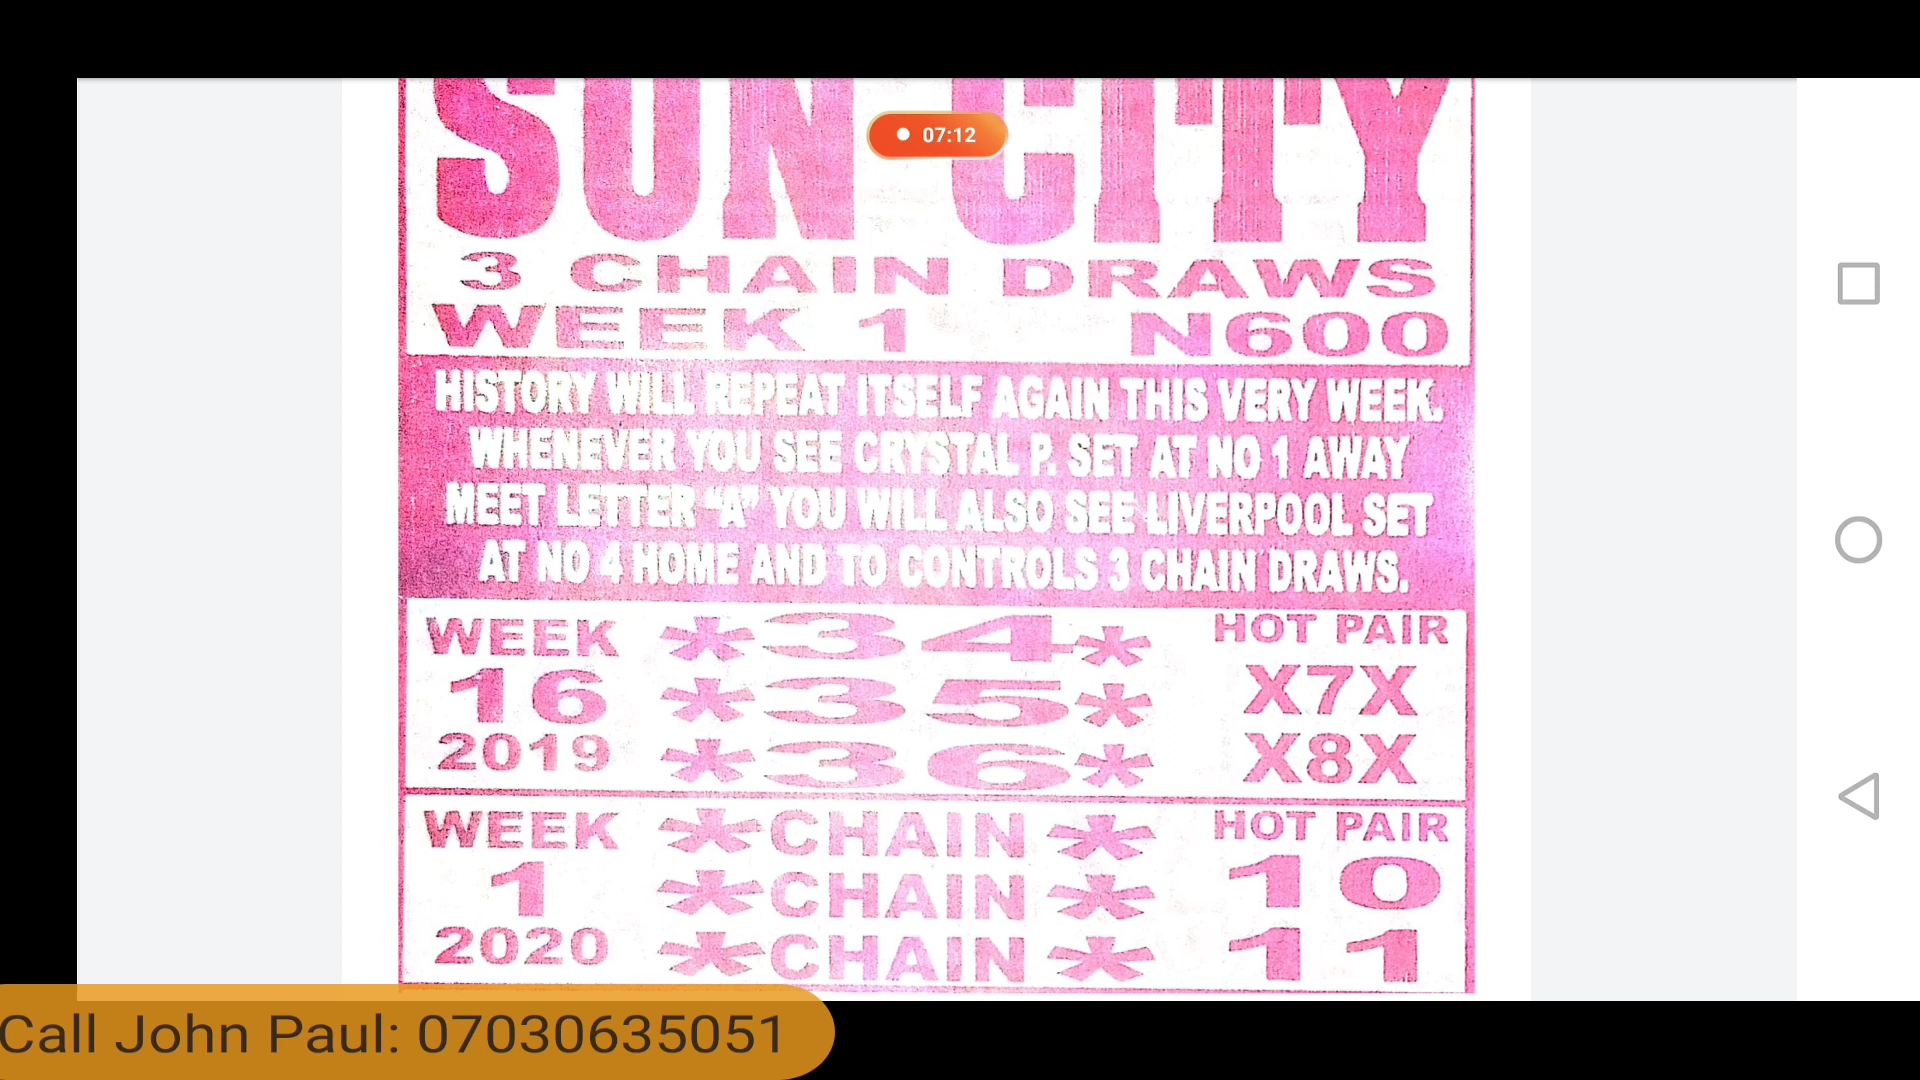 SUN CITY
07:12
3 CHAIN DRAWS
WEEK 1 N600
HISTORY WILL REPEAT ITSELF AGAIN THIS VERY WEEK.
WHENEVER YOU SEE CRYSTAL P. SET AT NO 1 AWAY
MEET LETTER "A" YOU WILL ALSO SEE LIVERPOOL SET
AT NO 4 HOME AND TO CONTROLS 3 CHAIN DRAWS.
WEEK *34* HOT PAIR
16 *35* X7X
2019 *36* X8X
WEEK *CHAIN* HOT PAIR
1 *CHAIN* 10
2020 *CHAIN* 11
Call John Paul: 07030635051